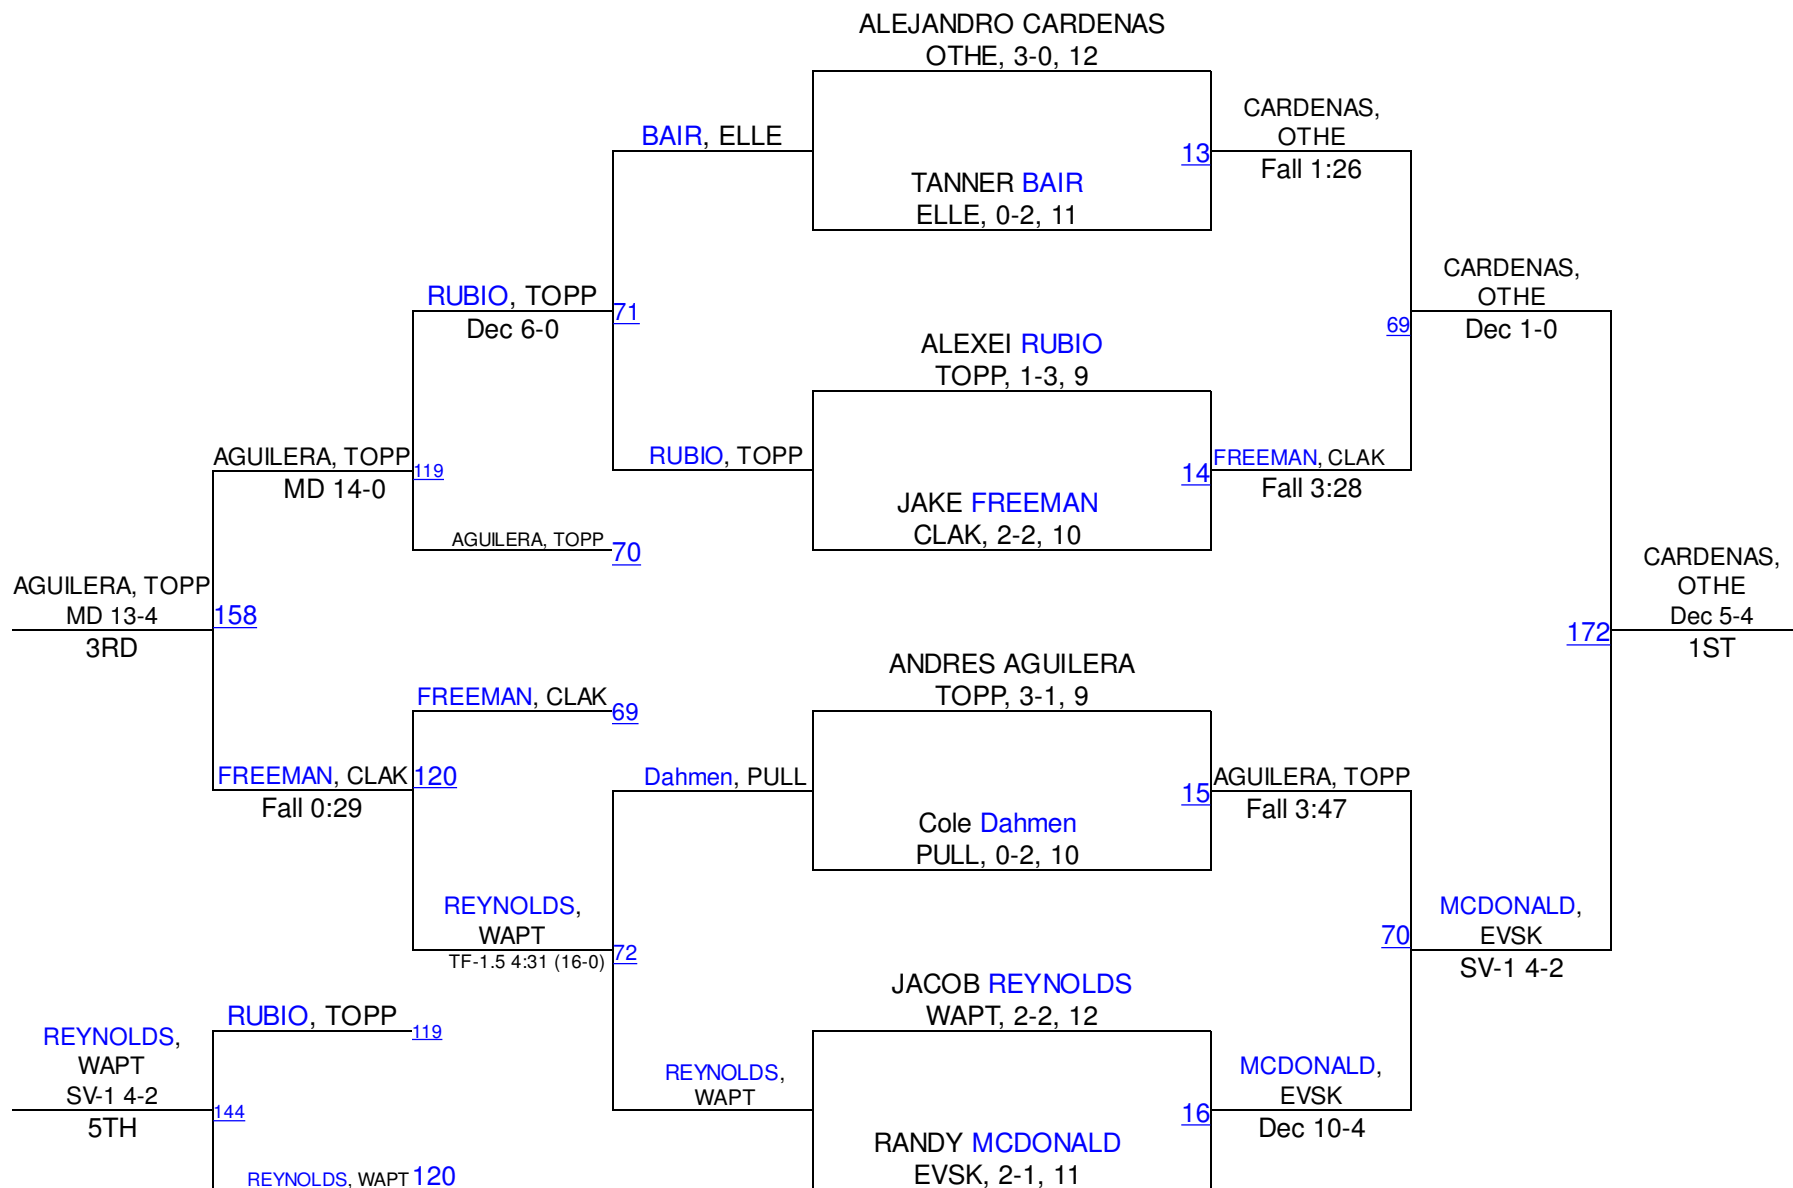 ALEJANDRO CARDENAS
OTHE, 3-0, 12
CARDENAS,
OTHE
BAIR, ELLE
13
Fall 1:26
TANNER BAIR
ELLE, 0-2, 11
CARDENAS,
OTHE
RUBIO, TOPP
71
Dec 6-0
69
Dec 1-0
ALEXEI RUBIO
TOPP, 1-3, 9
AGUILERA, TOPP
119
MD 14-0
RUBIO, TOPP
14
FREEMAN, CLAK
Fall 3:28
JAKE FREEMAN
CLAK, 2-2, 10
AGUILERA, TOPP
70
CARDENAS,
OTHE
Dec 5-4
172
1ST
AGUILERA, TOPP
MD 13-4
158
3RD
ANDRES AGUILERA
TOPP, 3-1, 9
FREEMAN, CLAK
69
FREEMAN, CLAK
120
Fall 0:29
Dahmen, PULL
15
AGUILERA, TOPP
Fall 3:47
Cole Dahmen
PULL, 0-2, 10
REYNOLDS,
WAPT
72
TF-1.5 4:31 (16-0)
MCDONALD,
EVSK
70
SV-1 4-2
JACOB REYNOLDS
WAPT, 2-2, 12
RUBIO, TOPP
119
REYNOLDS,
WAPT
SV-1 4-2
144
5TH
REYNOLDS,
WAPT
MCDONALD,
EVSK
16
Dec 10-4
RANDY MCDONALD
EVSK, 2-1, 11
REYNOLDS, WAPT
120